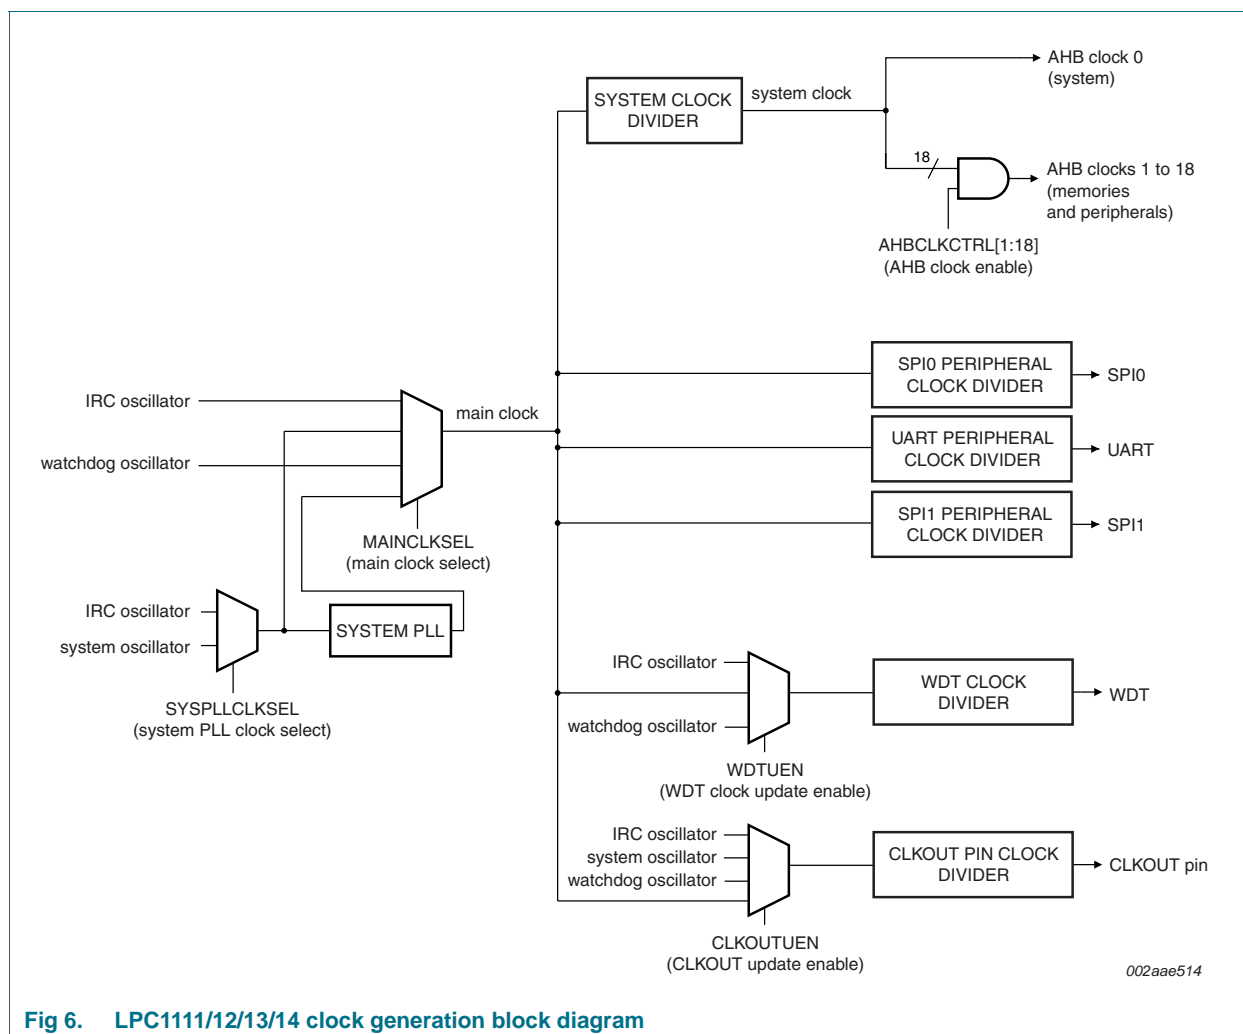 AHB clock 0
(system)
SYSTEM CLOCK
DIVIDER
system clock
18
AHB clocks 1 to 18
(memories
and peripherals)
AHBCLKCTRL[1:18]
(AHB clock enable)
SPI0 PERIPHERAL
CLOCK DIVIDER
SPI0
IRC oscillator
main clock
UART PERIPHERAL
CLOCK DIVIDER
UART
watchdog oscillator
SPI1 PERIPHERAL
CLOCK DIVIDER
SPI1
MAINCLKSEL
(main clock select)
IRC oscillator
system oscillator
SYSTEM PLL
SYSPLLCLKSEL
(system PLL clock select)
IRC oscillator
watchdog oscillator
WDT CLOCK
DIVIDER
WDT
WDTUEN
(WDT clock update enable)
IRC oscillator
system oscillator
watchdog oscillator
CLKOUT PIN CLOCK
DIVIDER
CLKOUT pin
CLKOUTUEN
(CLKOUT update enable)
002aae514
Fig 6. LPC1111/12/13/14 clock generation block diagram